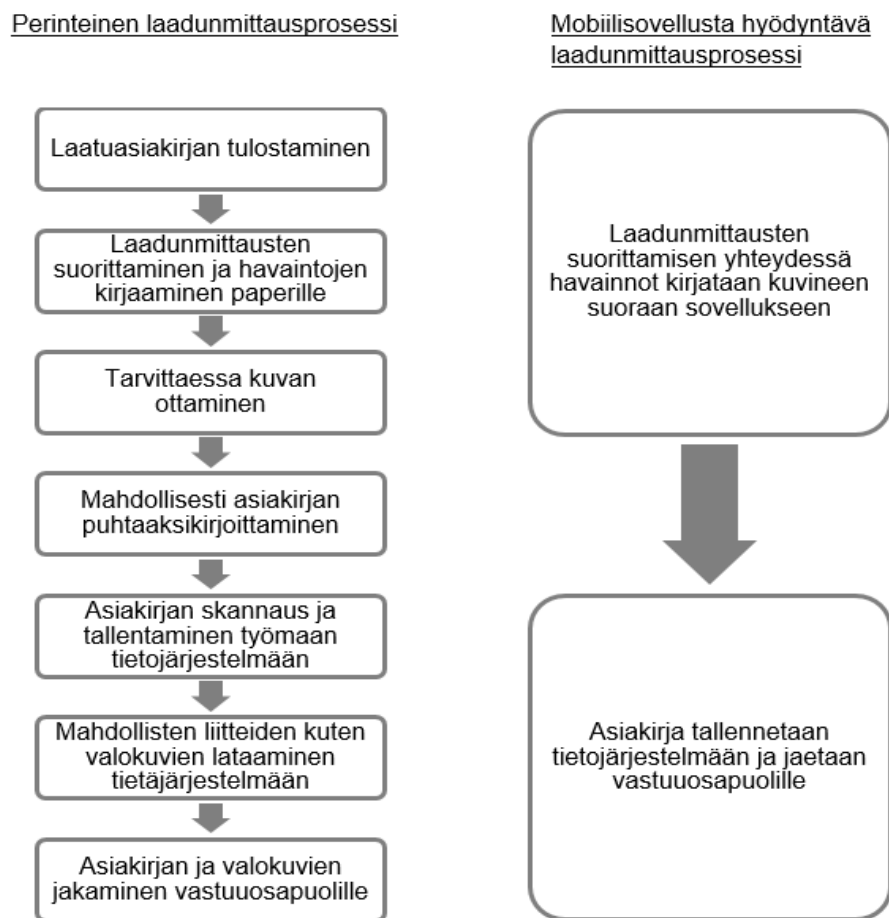 Perinteinen laadunmittausprosessi
Laatuasiakirjan tulostaminen
Laadunmittausten
suorittaminen ja havaintojen
kirjaaminen paperille
Tarvittaessa kuvan
ottaminen
Mahdollisesti asiakirjan
puhtaaksikirjoittaminen
Asiakirjan skannaus ja
tallentaminen työmaan
tietojärjestelmään
Mahdollisten liitteiden kuten
valokuvien lataaminen
tietäjärjestelmään
Asiakirjan ja valokuvien
jakaminen vastuuosapuolille
Mobiilisovellusta hyödyntävä
laadunmittausprosessi
Laadunmittausten
suorittamisen yhteydessä
havainnot kirjataan kuvineen
suoraan sovellukseen
Asiakirja tallennetaan
tietojärjestelmään ja jaetaan
vastuuosapuolille